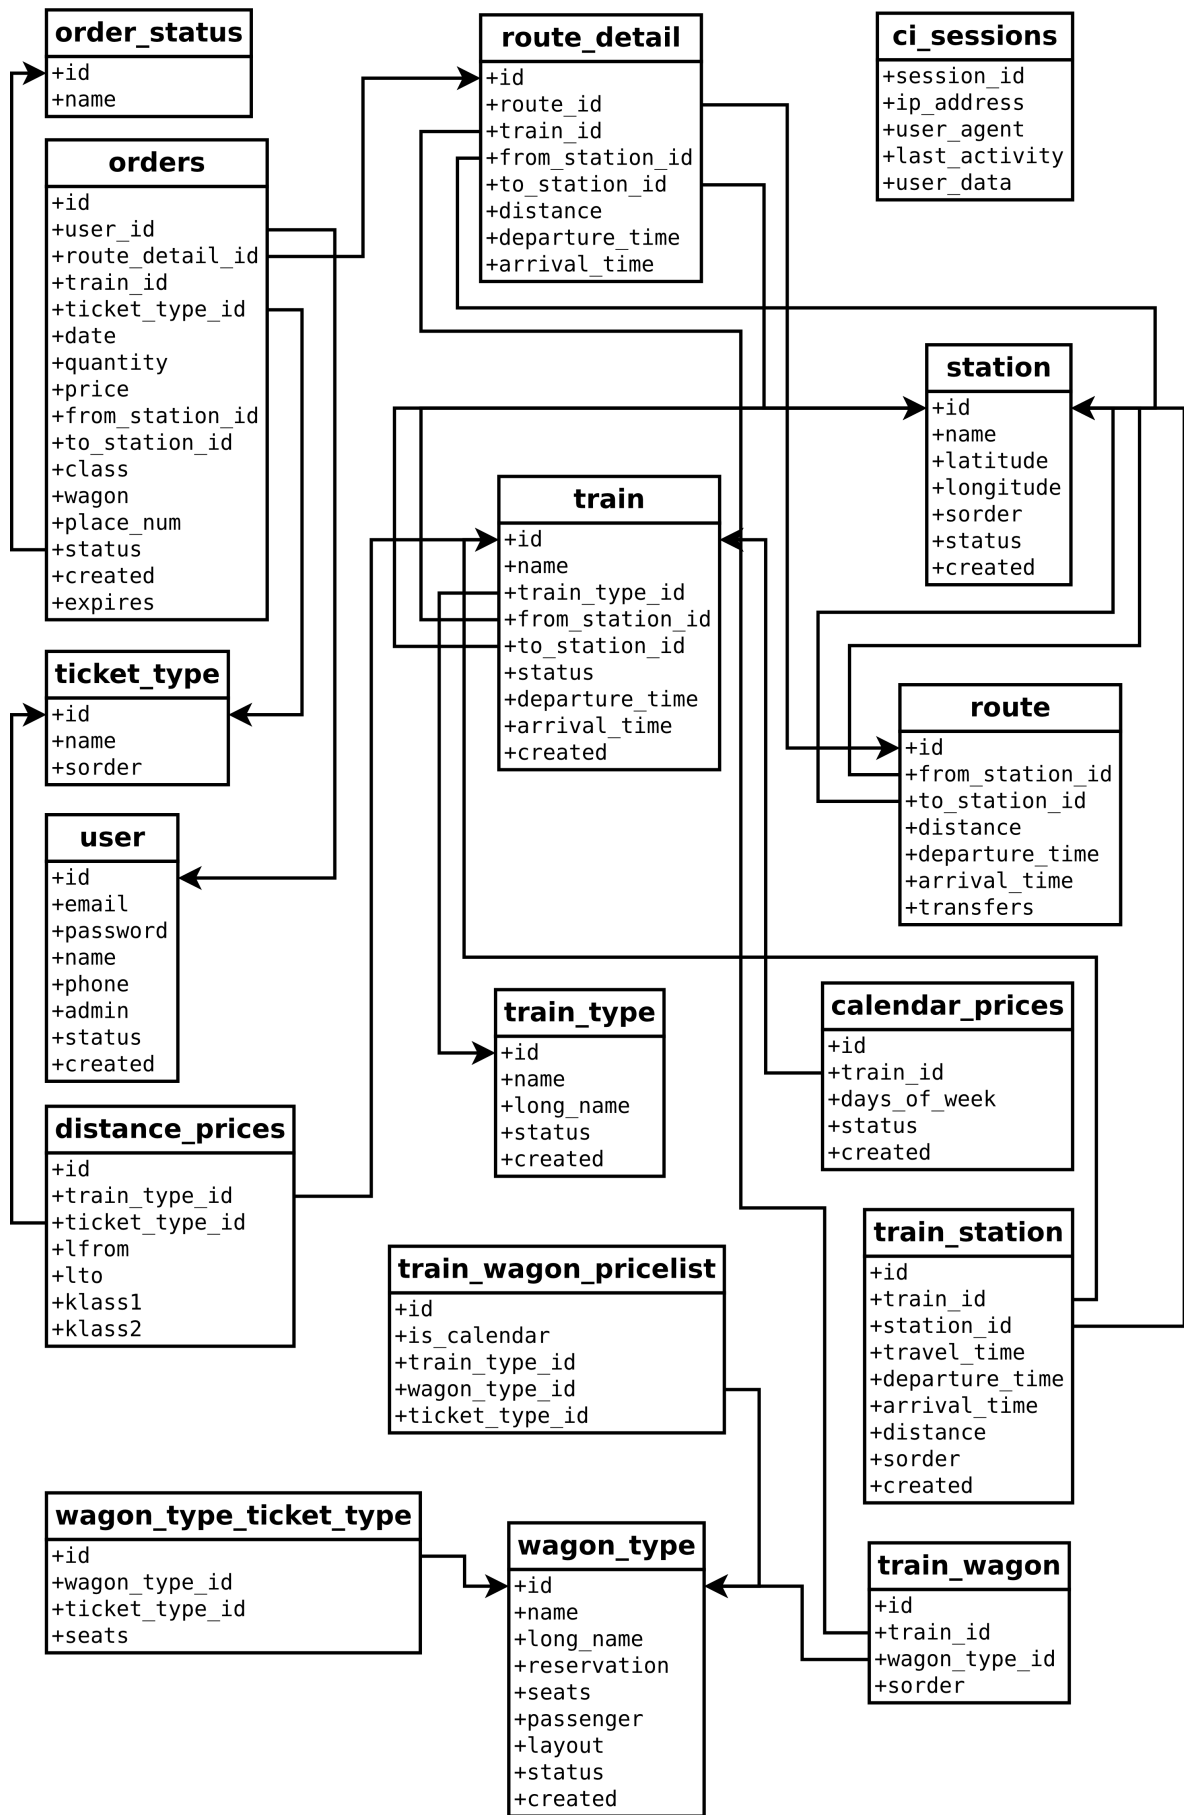 order_status
+id
+name
orders
+id
+user_id
+route_detail_id
+train_id
+ticket_type_id
+date
+quantity
+price
+from_station_id
+to_station_id
+class
+wagon
+place_num
+status
+created
+expires
ticket_type
+id
+name
+sorder
user
+id
+email
+password
+name
+phone
+admin
+status
+created
distance_prices
+id
+train_type_id
+ticket_type_id
+lfrom
+lto
+klass1
+klass2
wagon_type_ticket_type
+id
+wagon_type_id
+ticket_type_id
+seats
route_detail
+id
+route_id
+train_id
+from_station_id
+to_station_id
+distance
+departure_time
+arrival_time
train
+id
+name
+train_type_id
+from_station_id
+to_station_id
+status
+departure_time
+arrival_time
+created
train_type
+id
+name
+long_name
+status
+created
train_wagon_pricelist
+id
+is_calendar
+train_type_id
+wagon_type_id
+ticket_type_id
wagon_type
+id
+name
+long_name
+reservation
+seats
+passenger
+layout
+status
+created
ci_sessions
+session_id
+ip_address
+user_agent
+last_activity
+user_data
station
+id
+name
+latitude
+longitude
+sorder
+status
+created
route
+id
+from_station_id
+to_station_id
+distance
+departure_time
+arrival_time
+transfers
calendar_prices
+id
+train_id
+days_of_week
+status
+created
train_station
+id
+train_id
+station_id
+travel_time
+departure_time
+arrival_time
+distance
+sorder
+created
train_wagon
+id
+train_id
+wagon_type_id
+sorder